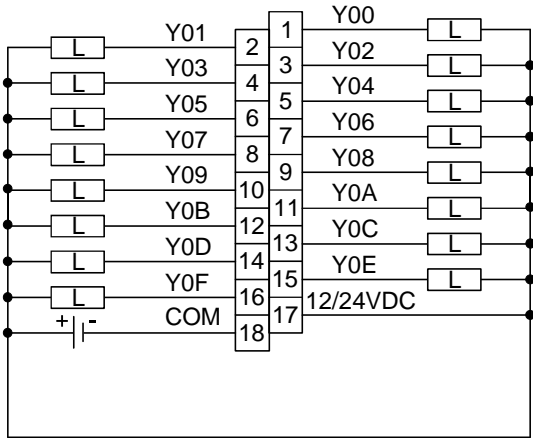 Y00
1
L
Y01
L
2
Y02
3
L
Y03
L
4
Y04
5
L
Y05
L
6
Y06
7
L
Y07
L
8
Y08
9
L
Y09
L
10
Y0A
11
L
Y0B
L
12
Y0C
13
L
Y0D
L
14
Y0E
15
L
Y0F
L
16
12/24VDC
17
COM
+ -
18